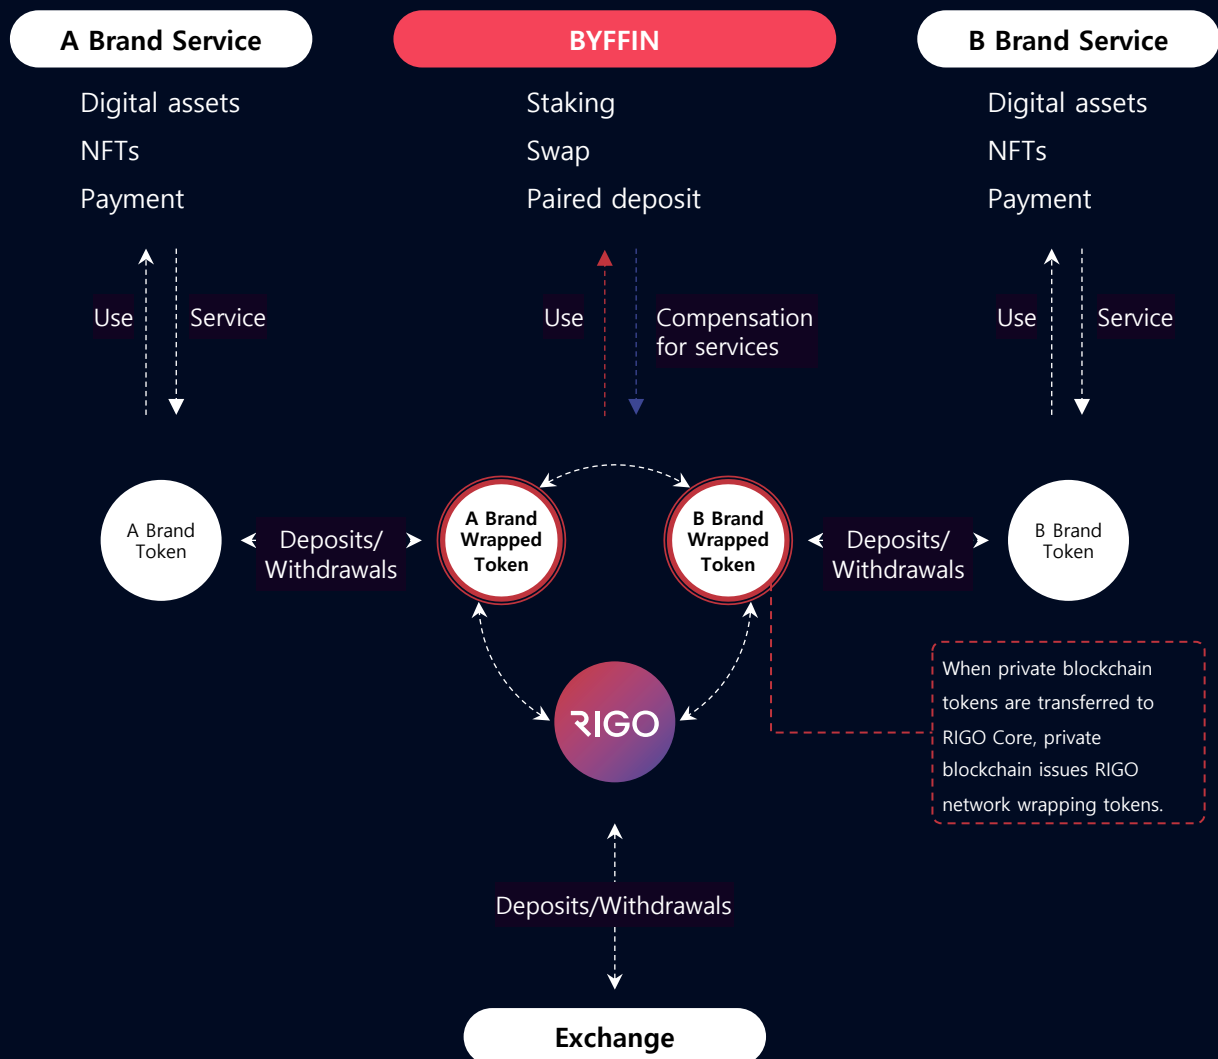 A Brand Service
BYFFIN
B Brand Service
Digital assets
NFTs
Payment
Staking
Swap
Paired deposit
Digital assets
NFTs
Payment
Use
Service
Use
Compensation
for services
Use
Service
A Brand
Token
Deposits/
Withdrawals
A Brand
Wrapped
Token
B Brand
Wrapped
Token
Deposits/
Withdrawals
B Brand
Token
RIGO
When private blockchain
tokens are transferred to
RIGO Core, private
blockchain issues RIGO
network wrapping tokens.
Deposits/Withdrawals
Exchange